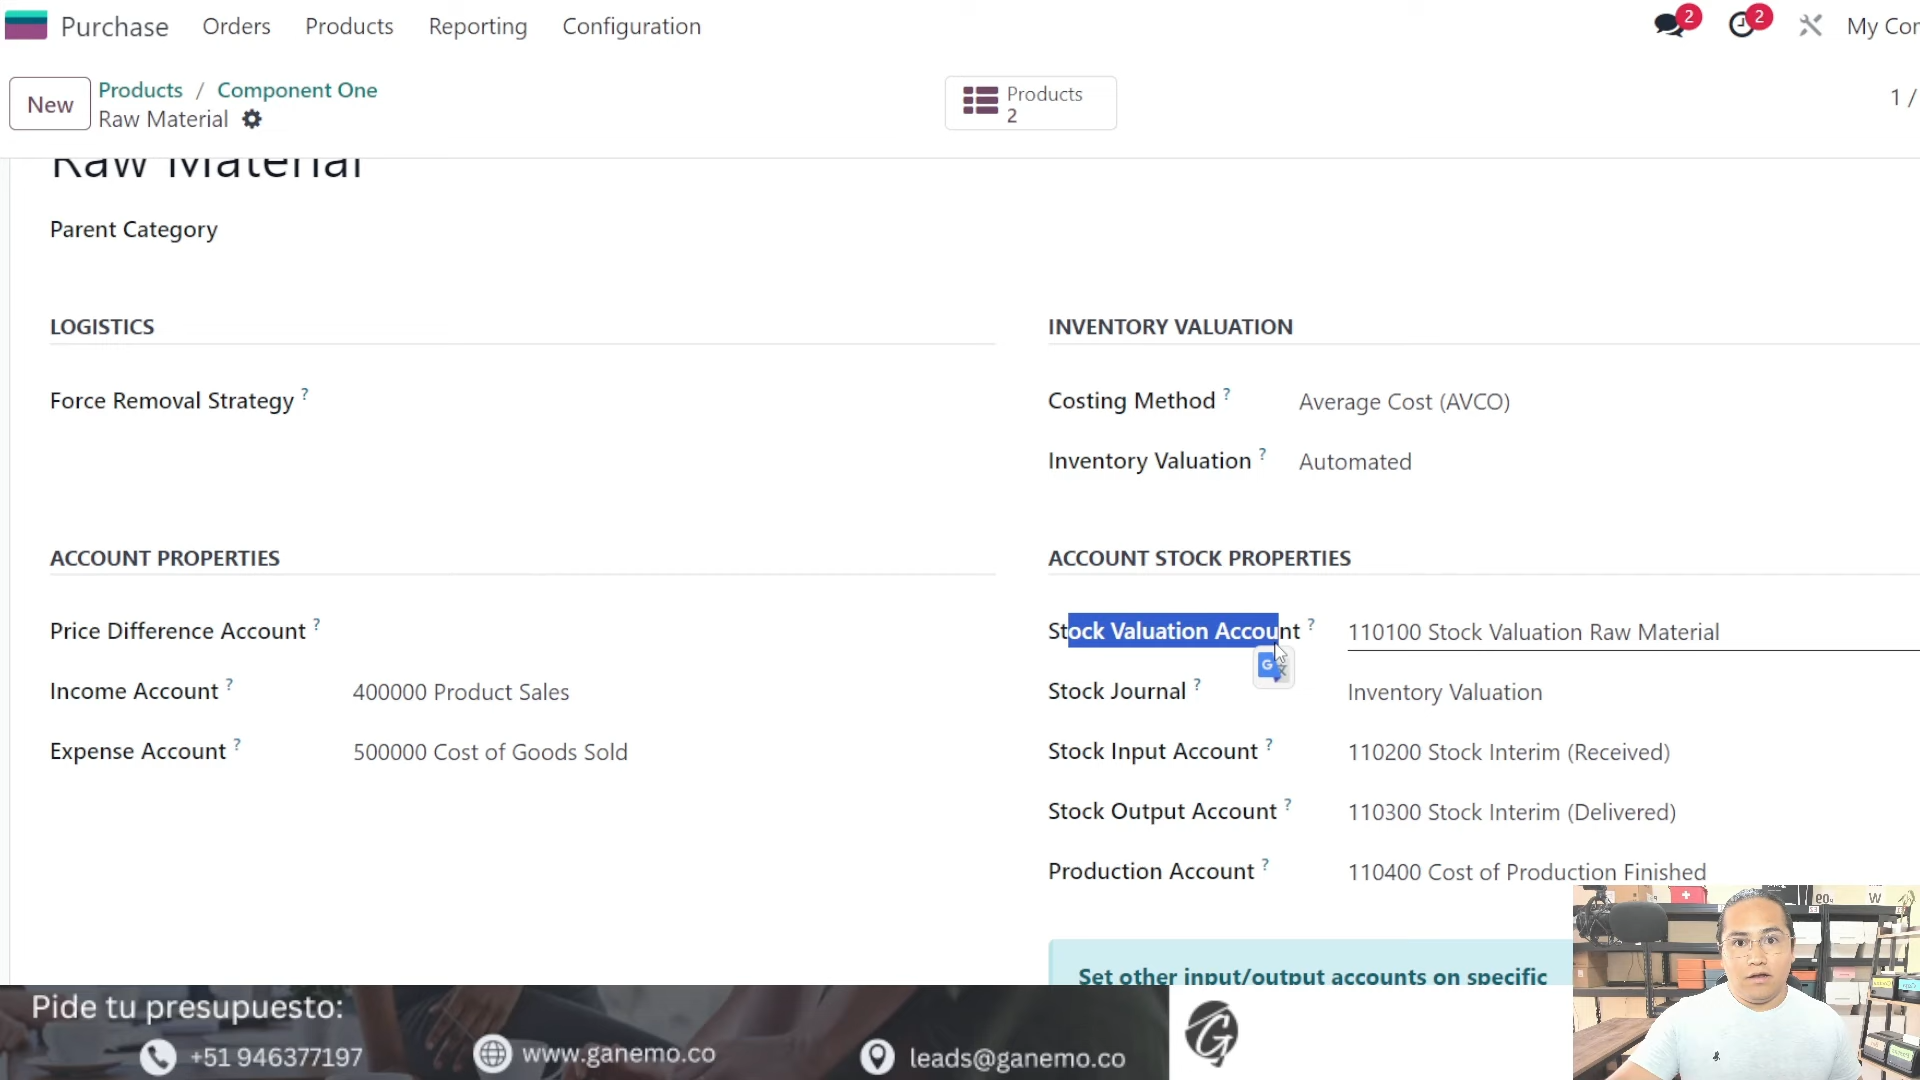 Purchase Orders Products Reporting Configuration 2 2 My Cor
New Products / Component One
Raw Material
Products
2
1 /
Raw Material
Parent Category
LOGISTICS
INVENTORY VALUATION
Force Removal Strategy ?
Costing Method ? Average Cost (AVCO)
Inventory Valuation ? Automated
ACCOUNT PROPERTIES
ACCOUNT STOCK PROPERTIES
Price Difference Account ?
Stock Valuation Account ? 110100 Stock Valuation Raw Material
Income Account ? 400000 Product Sales
Stock Journal ? Inventory Valuation
Expense Account ? 500000 Cost of Goods Sold
Stock Input Account ? 110200 Stock Interim (Received)
Stock Output Account ? 110300 Stock Interim (Delivered)
Production Account ? 110400 Cost of Production Finished
Set other input/output accounts on specific
Pide tu presupuesto:
+51 946377197 www.ganemo.co leads@ganemo.co